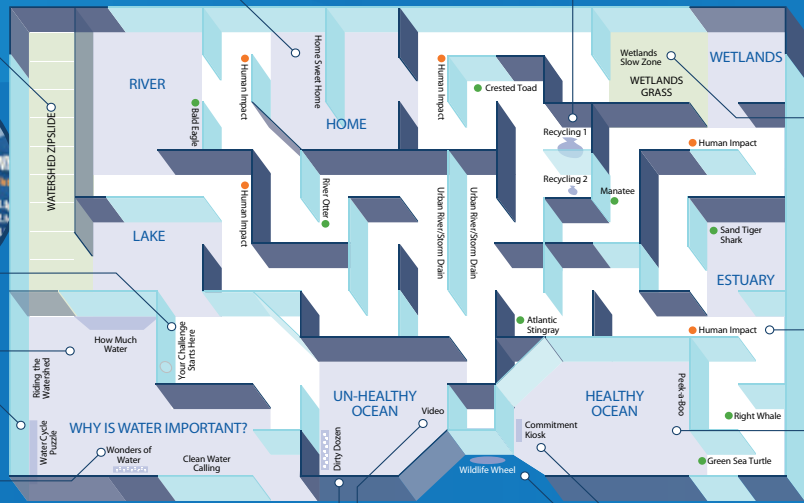 RIVER
WATERSHED ZIPSLIDE
Bald Eagle
Human Impact
Home Sweet Home
HOME
Human Impact
Crested Toad
Wetlands
Slow Zone
WETLANDS
GRASS
WETLANDS
Recycling 1
Human Impact
Recycling 2
Manatee
Human Impact
River Otter
Urban River/Storm Drain
Urban River/Storm Drain
Sand Tiger
Shark
LAKE
ESTUARY
Atlantic
Stingray
Human Impact
How Much
Water
Your Challenge
Starts Here
Riding the
Watershed
Water Cycle
Puzzle
WHY IS WATER IMPORTANT?
Wonders of
Water
Clean Water
Calling
UN-HEALTHY
OCEAN
Video
Dirty Dozen
HEALTHY
OCEAN
Peek-a-Boo
Commitment
Kiosk
Right Whale
Wildlife Wheel
Green Sea Turtle